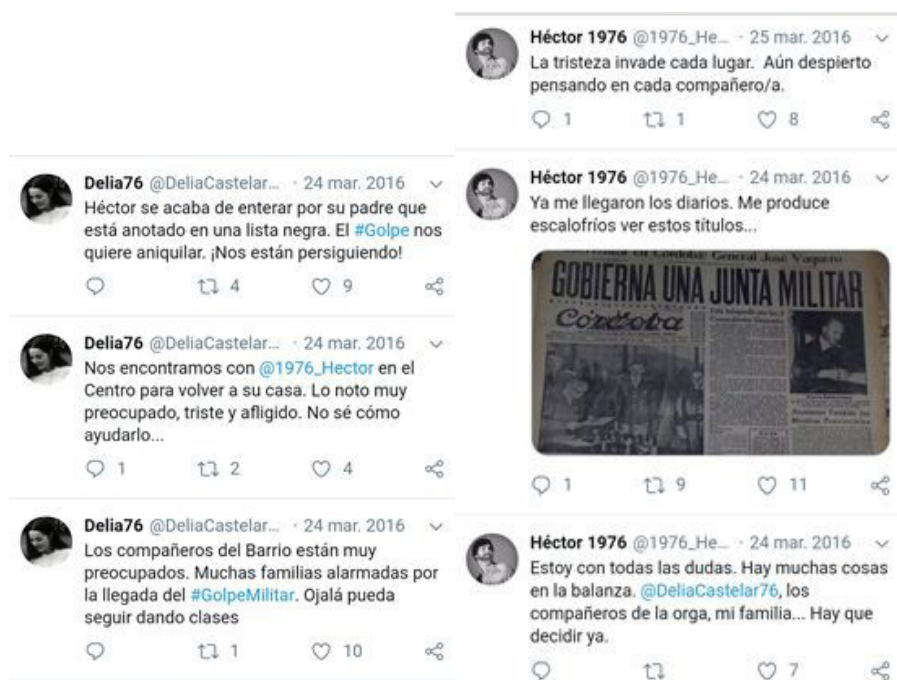 Delia76 @DeliaCastelar... · 24 mar. 2016
Héctor se acaba de enterar por su padre que
está anotado en una lista negra. El #Golpe nos
quiere aniquilar. ¡Nos están persiguiendo!
4 9
Delia76 @DeliaCastelar... · 24 mar. 2016
Nos encontramos con @1976_Hector en el
Centro para volver a su casa. Lo noto muy
preocupado, triste y afligido. No sé cómo
ayudarlo...
1 2 4
Delia76 @DeliaCastelar... · 24 mar. 2016
Los compañeros del Barrio están muy
preocupados. Muchas familias alarmadas por
la llegada del #GolpeMilitar. Ojalá pueda
seguir dando clases
1 10
Héctor 1976 @1976_He... · 25 mar. 2016
La tristeza invade cada lugar. Aún despierto
pensando en cada compañero/a.
1 1 8
Héctor 1976 @1976_He... · 24 mar. 2016
Ya me llegaron los diarios. Me produce
escalofríos ver estos títulos...
en Córdoba: General José Vaquero
GOBIERNA UNA JUNTA MILITAR
Córdoba
1 9 11
Héctor 1976 @1976_He... · 24 mar. 2016
Estoy con todas las dudas. Hay muchas cosas
en la balanza. @DeliaCastelar76, los
compañeros de la orga, mi familia... Hay que
decidir ya.
7